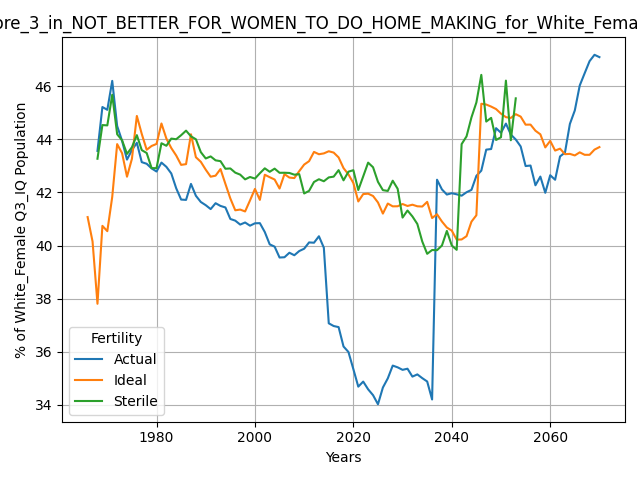 ore_3_in_NOT_BETTER_FOR_WOMEN_TO_DO_HOME_MAKING_for_White_Fema
% of White_Female Q3_IQ Population
46
44
42
40
38
36
34
Fertility
Actual
Ideal
Sterile
1980
2000
2020
2040
2060
Years